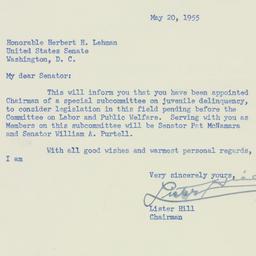 May 20, 1955
Honorable Herbert H. Lehman
United States Senate
Washington, D. C.
My dear Senator:
This will inform you that you have been appointed
Chairman of a special subcommittee on juvenile delinquency,
to consider legislation in this field pending before the
Committee on Labor and Public Welfare. Serving with you as
Members on this subcommittee will be Senator Pat McNamara
and Senator William A. Purtell.
With all good wishes and warmest personal regards,
I am
Very sincerely yours,
Lister Hill
Lister Hill
Chairman